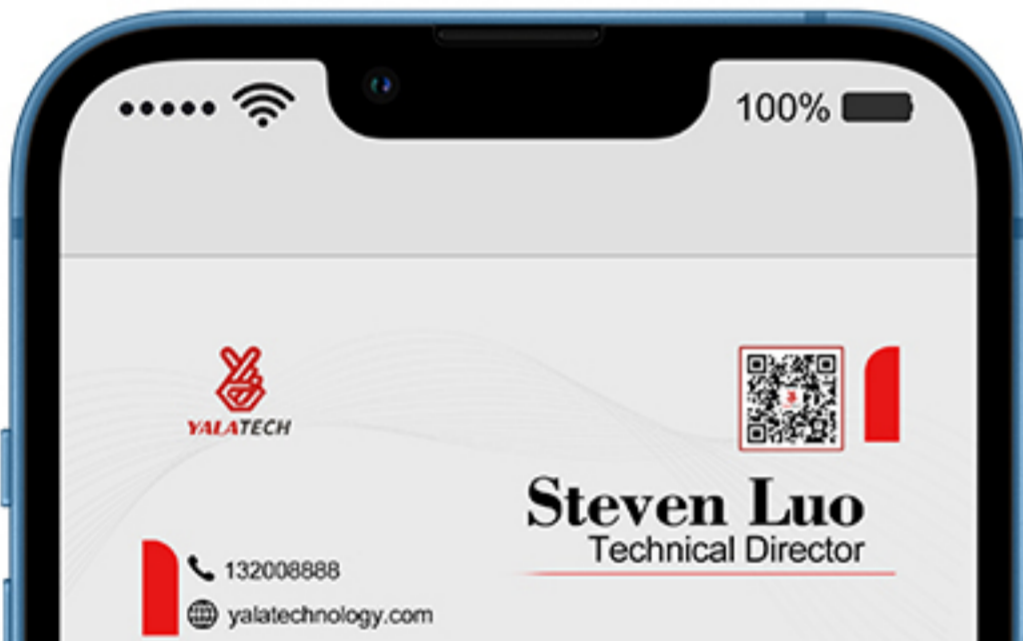 100%
YALATECH
Steven Luo
Technical Director
132008888
yalatechnology.com